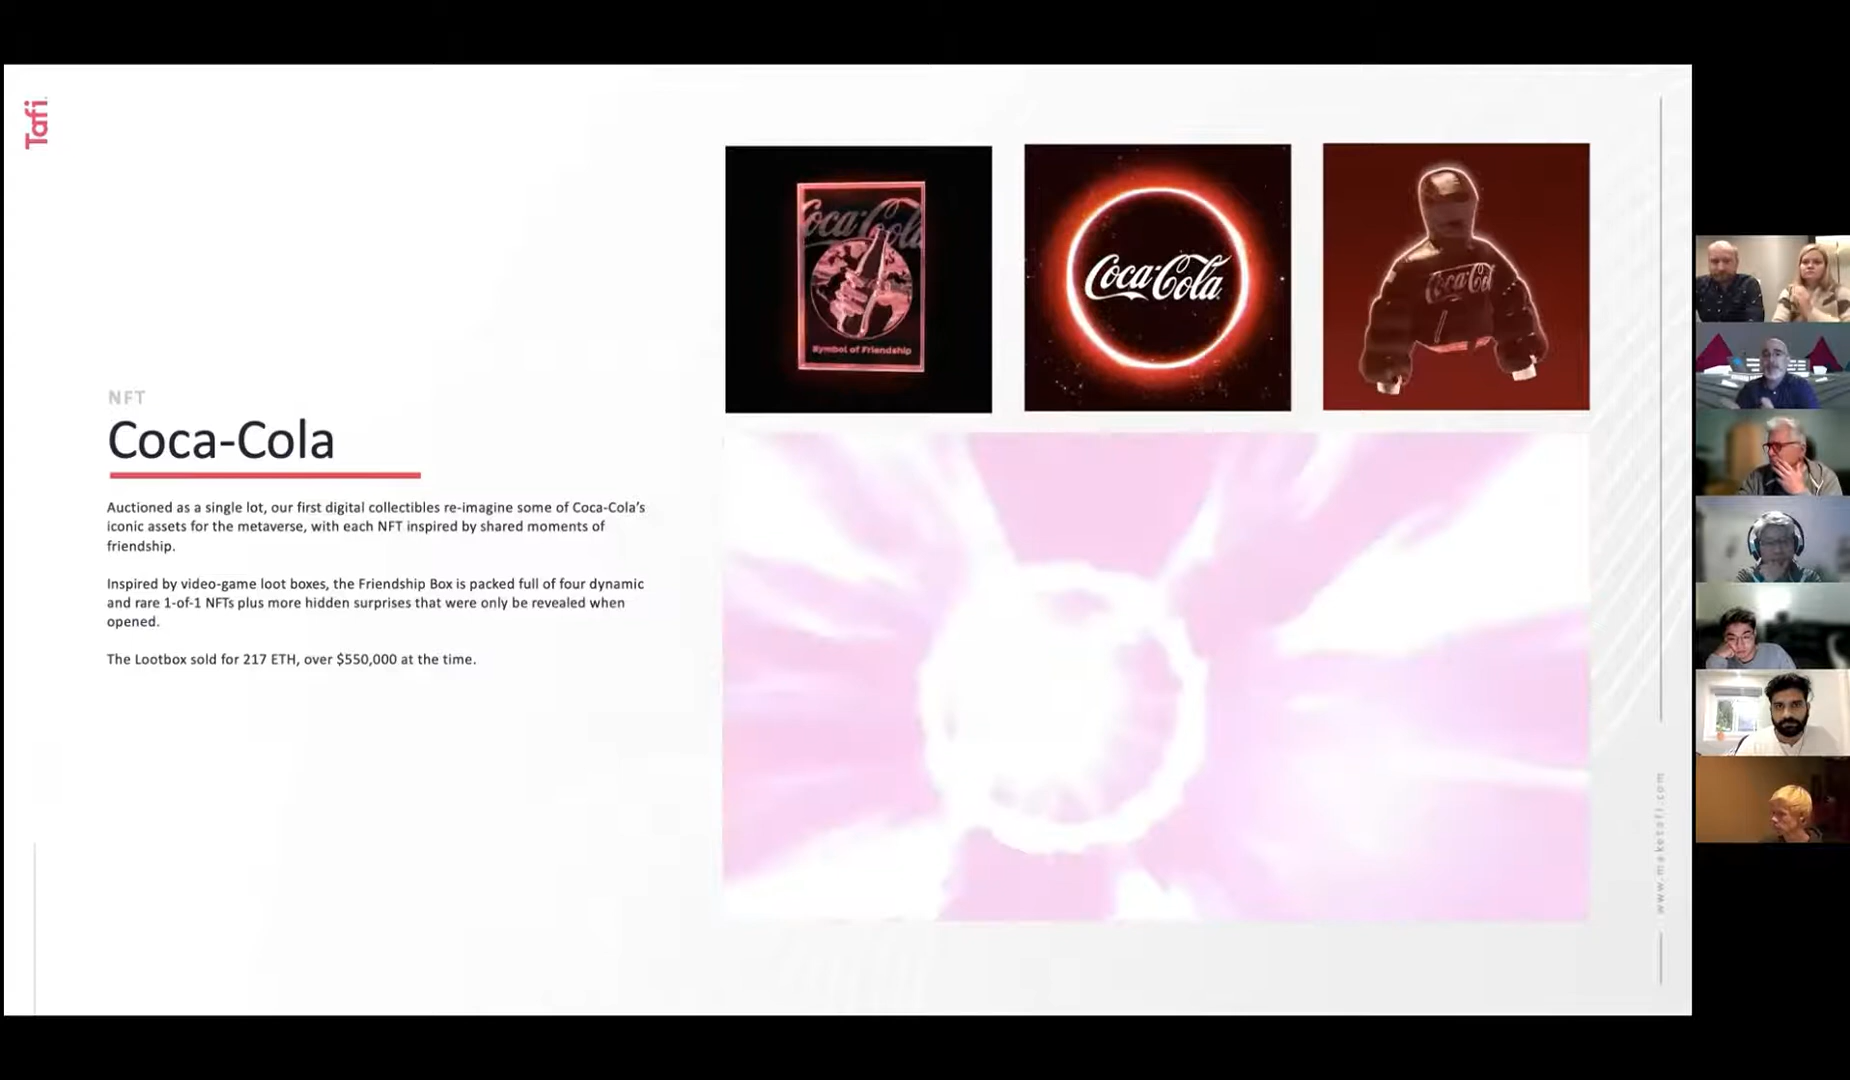 Tafi
NFT
Coca-Cola
Auctioned as a single lot, our first digital collectibles re-imagine some of Coca-Cola's
iconic assets for the metaverse, with each NFT inspired by shared moments of
friendship.
Inspired by video-game loot boxes, the Friendship Box is packed full of four dynamic
and rare 1-of-1 NFTs plus more hidden surprises that were only be revealed when
opened.
The Lootbox sold for 217 ETH, over $550,000 at the time.
Coca-Cola
Symbol of Friendship
Coca-Cola
Coca-Col
www.maketafi.com